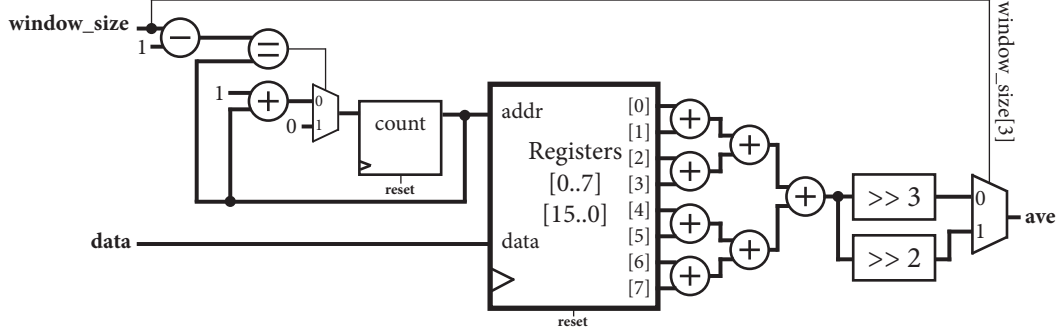 window_size
1
−
=
1
+
0
0
1
count
reset
addr
Registers
[0..7]
[15..0]
data
data
reset
[0]
[1]
[2]
[3]
[4]
[5]
[6]
[7]
+
+
+
+
+
+
+
>> 3
>> 2
window_size[3]
0
1
ave